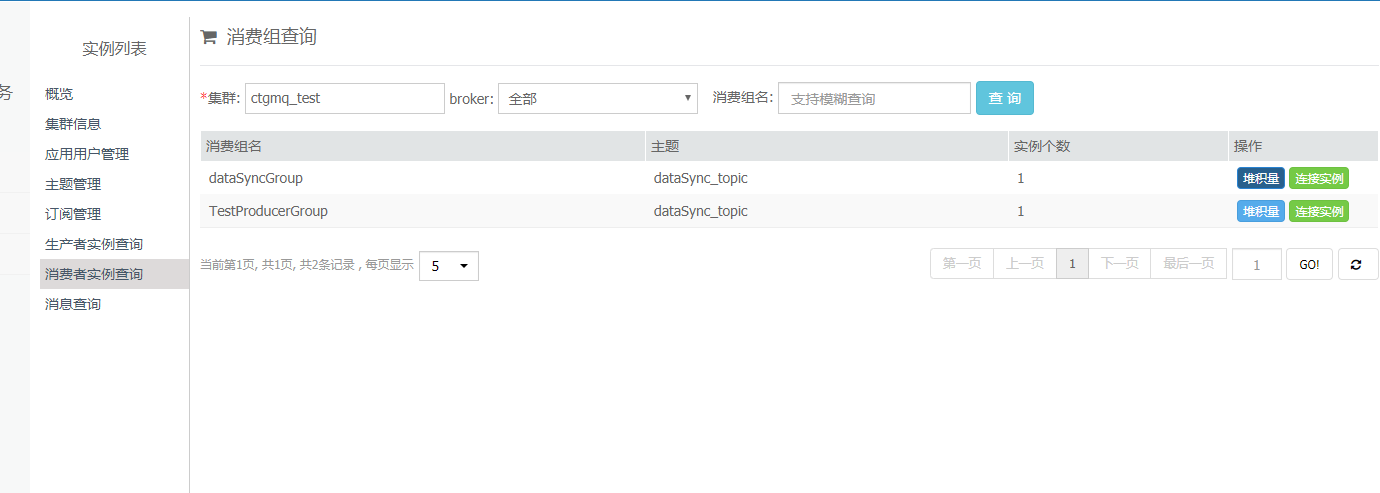 务
实例列表
概览
集群信息
应用用户管理
主题管理
订阅管理
生产者实例查询
消费者实例查询
消息查询
消费组查询
*集群: ctgmq_test broker: 全部 消费组名: 支持模糊查询 查 询
消费组名 主题 实例个数 操作
dataSyncGroup dataSync_topic 1 堆积量 连接实例
TestProducerGroup dataSync_topic 1 堆积量 连接实例
当前第1页, 共1页, 共2条记录 , 每页显示 5 第一页 上一页 1 下一页 最后一页 1 GO!